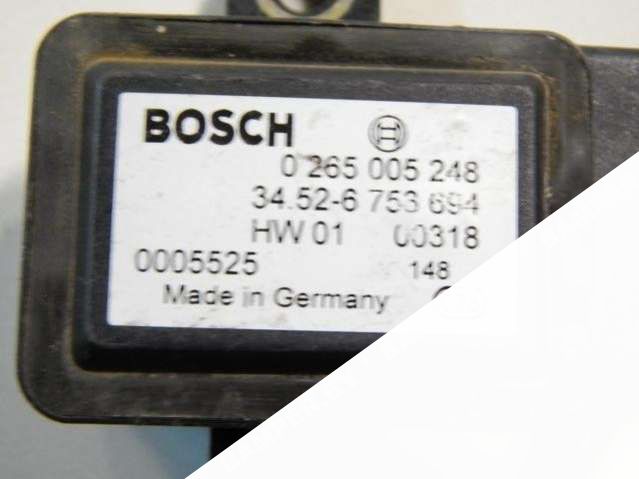 BOSCH
0 265 005 248
34.52-6 753 694
HW 01 00318
0005525 148
Made in Germany